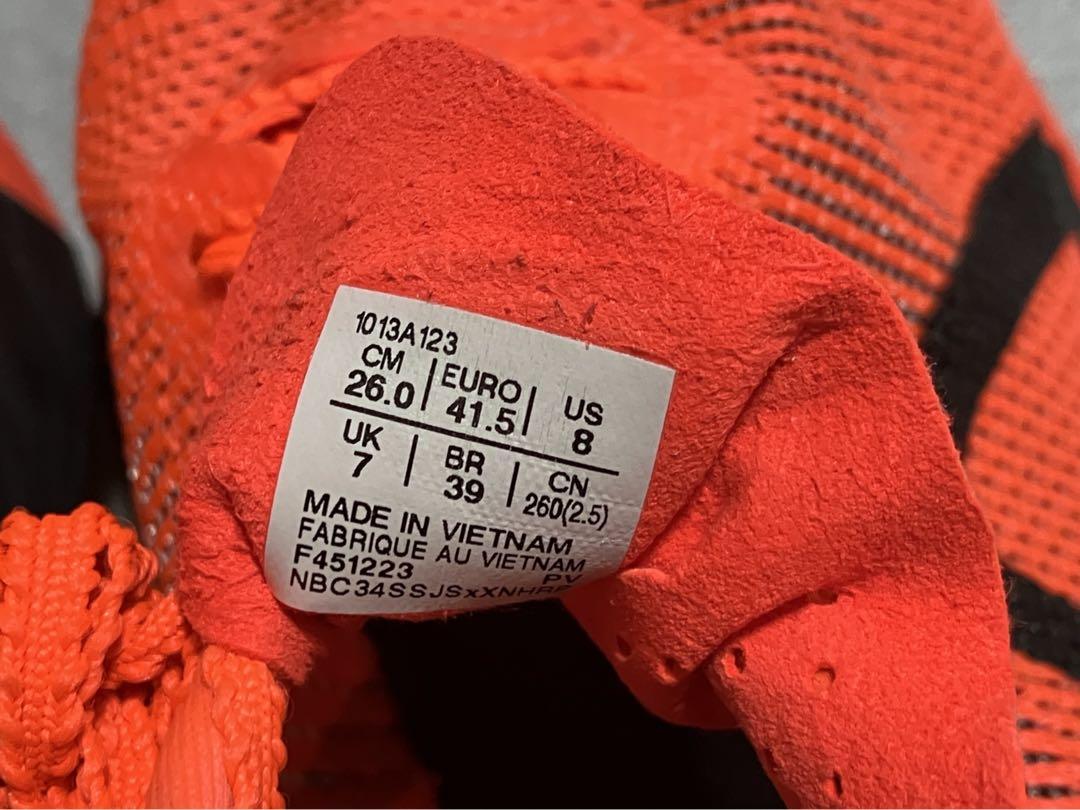 1013A123
CM | EURO | US
26.0 | 41.5 | 8
UK | BR | CN
7 | 39 | 260(2.5)
MADE IN VIETNAM
FABRIQUE AU VIETNAM
F451223 PV